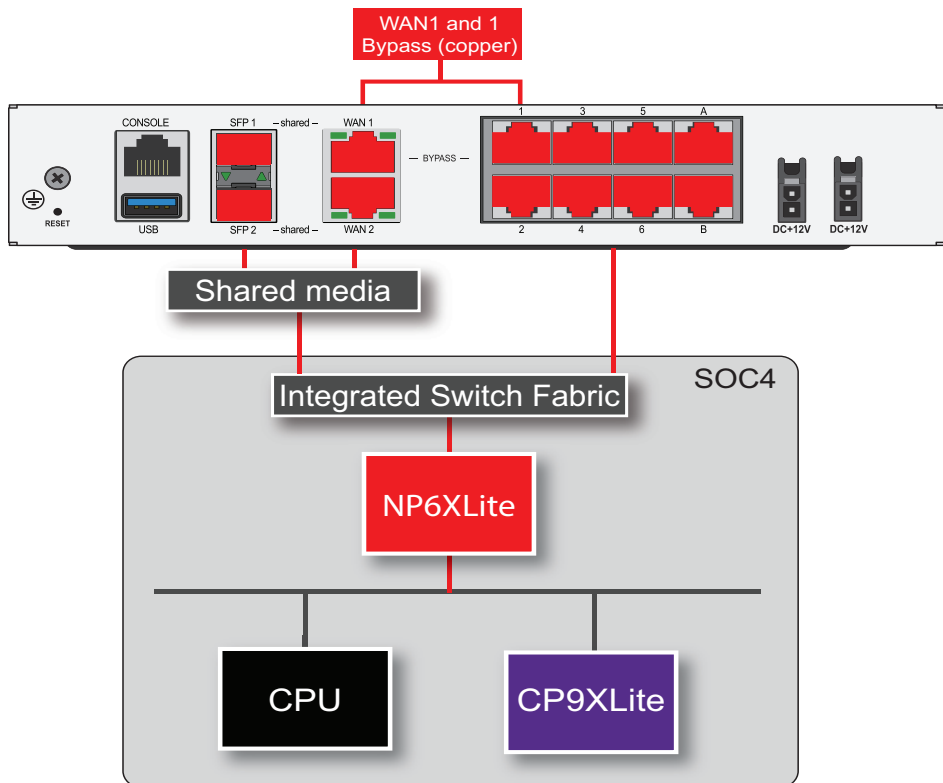 WAN1 and 1
Bypass (copper)
CONSOLE
SFP 1
shared
WAN 1
1
3
5
A
BYPASS
RESET
USB
SFP 2
shared
WAN 2
2
4
6
B
DC+12V
DC+12V
Shared media
SOC4
Integrated Switch Fabric
NP6XLite
CPU
CP9XLite